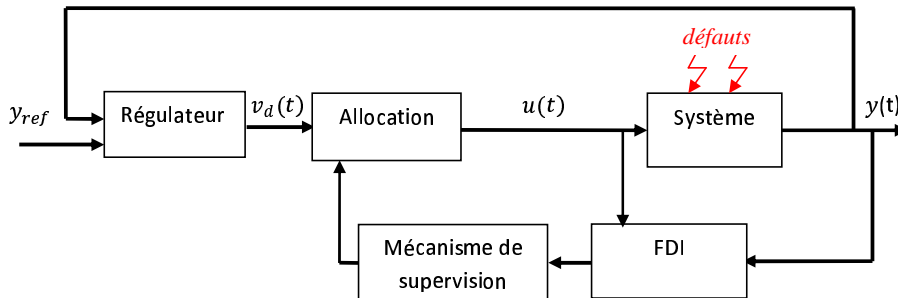 défauts
y_ref
Régulateur
v_d(t)
Allocation
u(t)
Système
y(t)
Mécanisme de
supervision
FDI